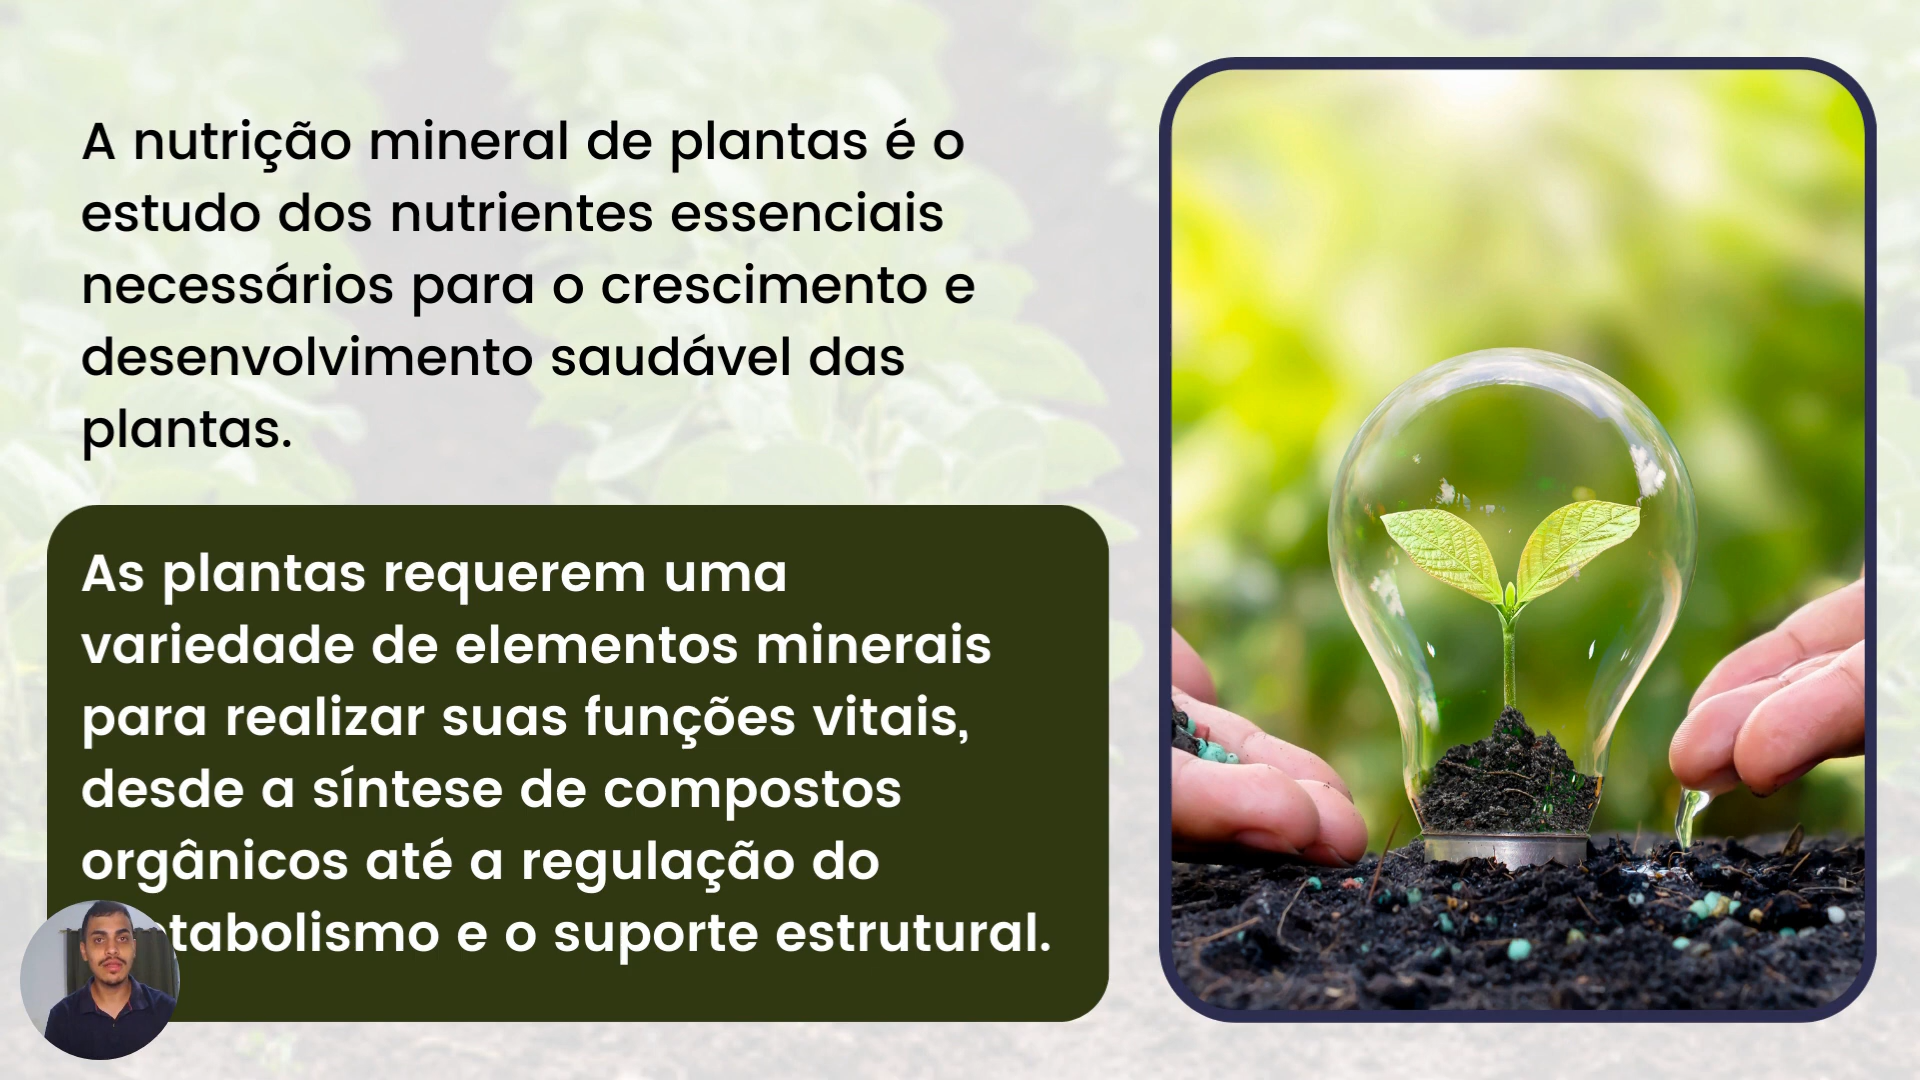 A nutrição mineral de plantas é o
estudo dos nutrientes essenciais
necessários para o crescimento e
desenvolvimento saudável das
plantas.
As plantas requerem uma
variedade de elementos minerais
para realizar suas funções vitais,
desde a síntese de compostos
orgânicos até a regulação do
tabolismo e o suporte estrutural.